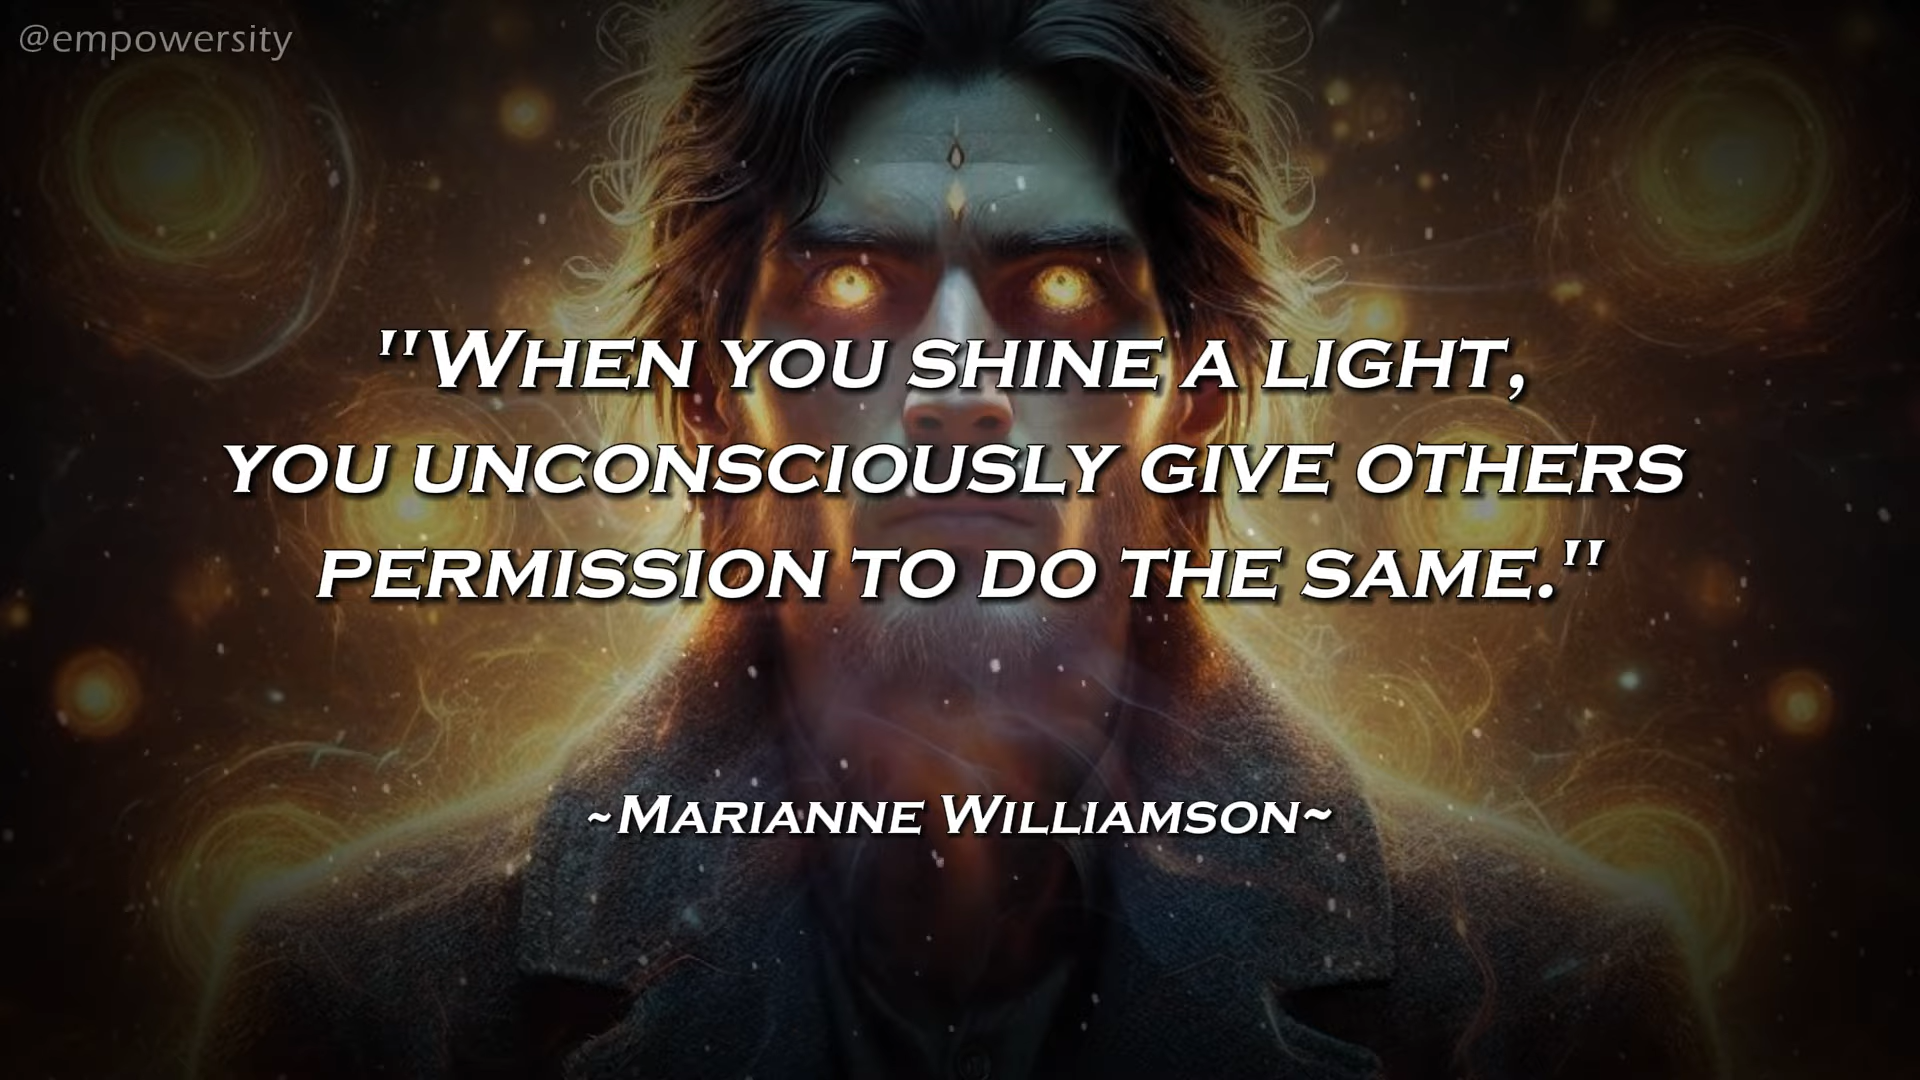 @empowersity
"When you shine a light,
you unconsciously give others
permission to do the same."
~Marianne Williamson~